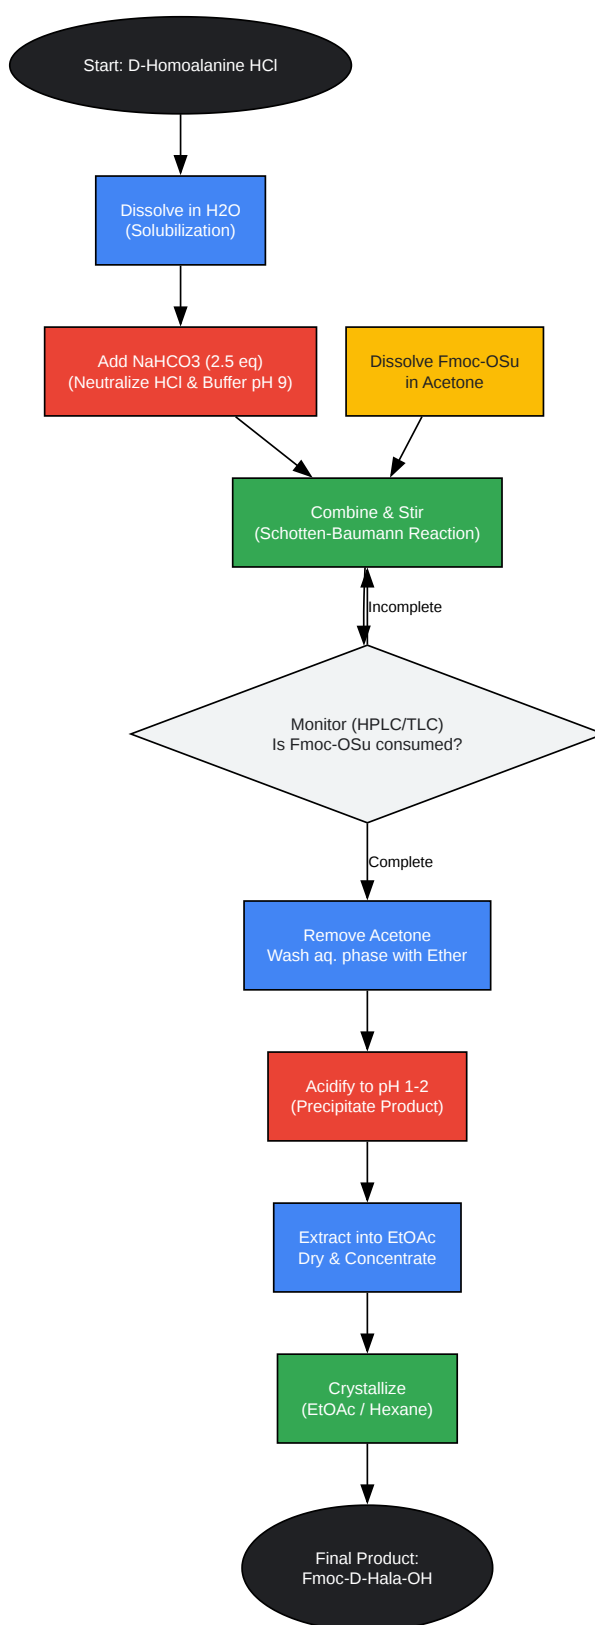 Start: D-Homoalanine HCl
Dissolve in H2O
(Solubilization)
Add NaHCO3 (2.5 eq)
(Neutralize HCl & Buffer pH 9)
Dissolve Fmoc-OSu
in Acetone
Combine & Stir
(Schotten-Baumann Reaction)
Incomplete
Monitor (HPLC/TLC)
Is Fmoc-OSu consumed?
Complete
Remove Acetone
Wash aq. phase with Ether
Acidify to pH 1-2
(Precipitate Product)
Extract into EtOAc
Dry & Concentrate
Crystallize
(EtOAc / Hexane)
Final Product:
Fmoc-D-Hala-OH